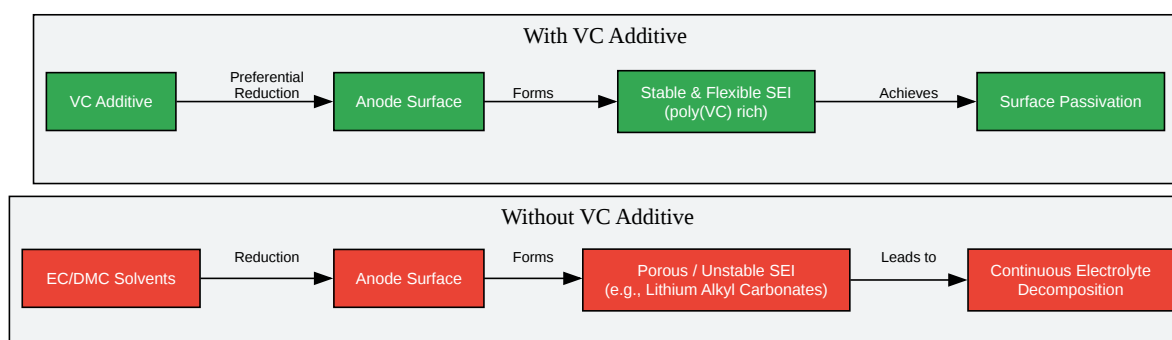 With VC Additive
VC Additive
Preferential
Reduction
Anode Surface
Forms
Stable & Flexible SEI
(poly(VC) rich)
Achieves
Surface Passivation
Without VC Additive
EC/DMC Solvents
Reduction
Anode Surface
Forms
Porous / Unstable SEI
(e.g., Lithium Alkyl Carbonates)
Leads to
Continuous Electrolyte
Decomposition